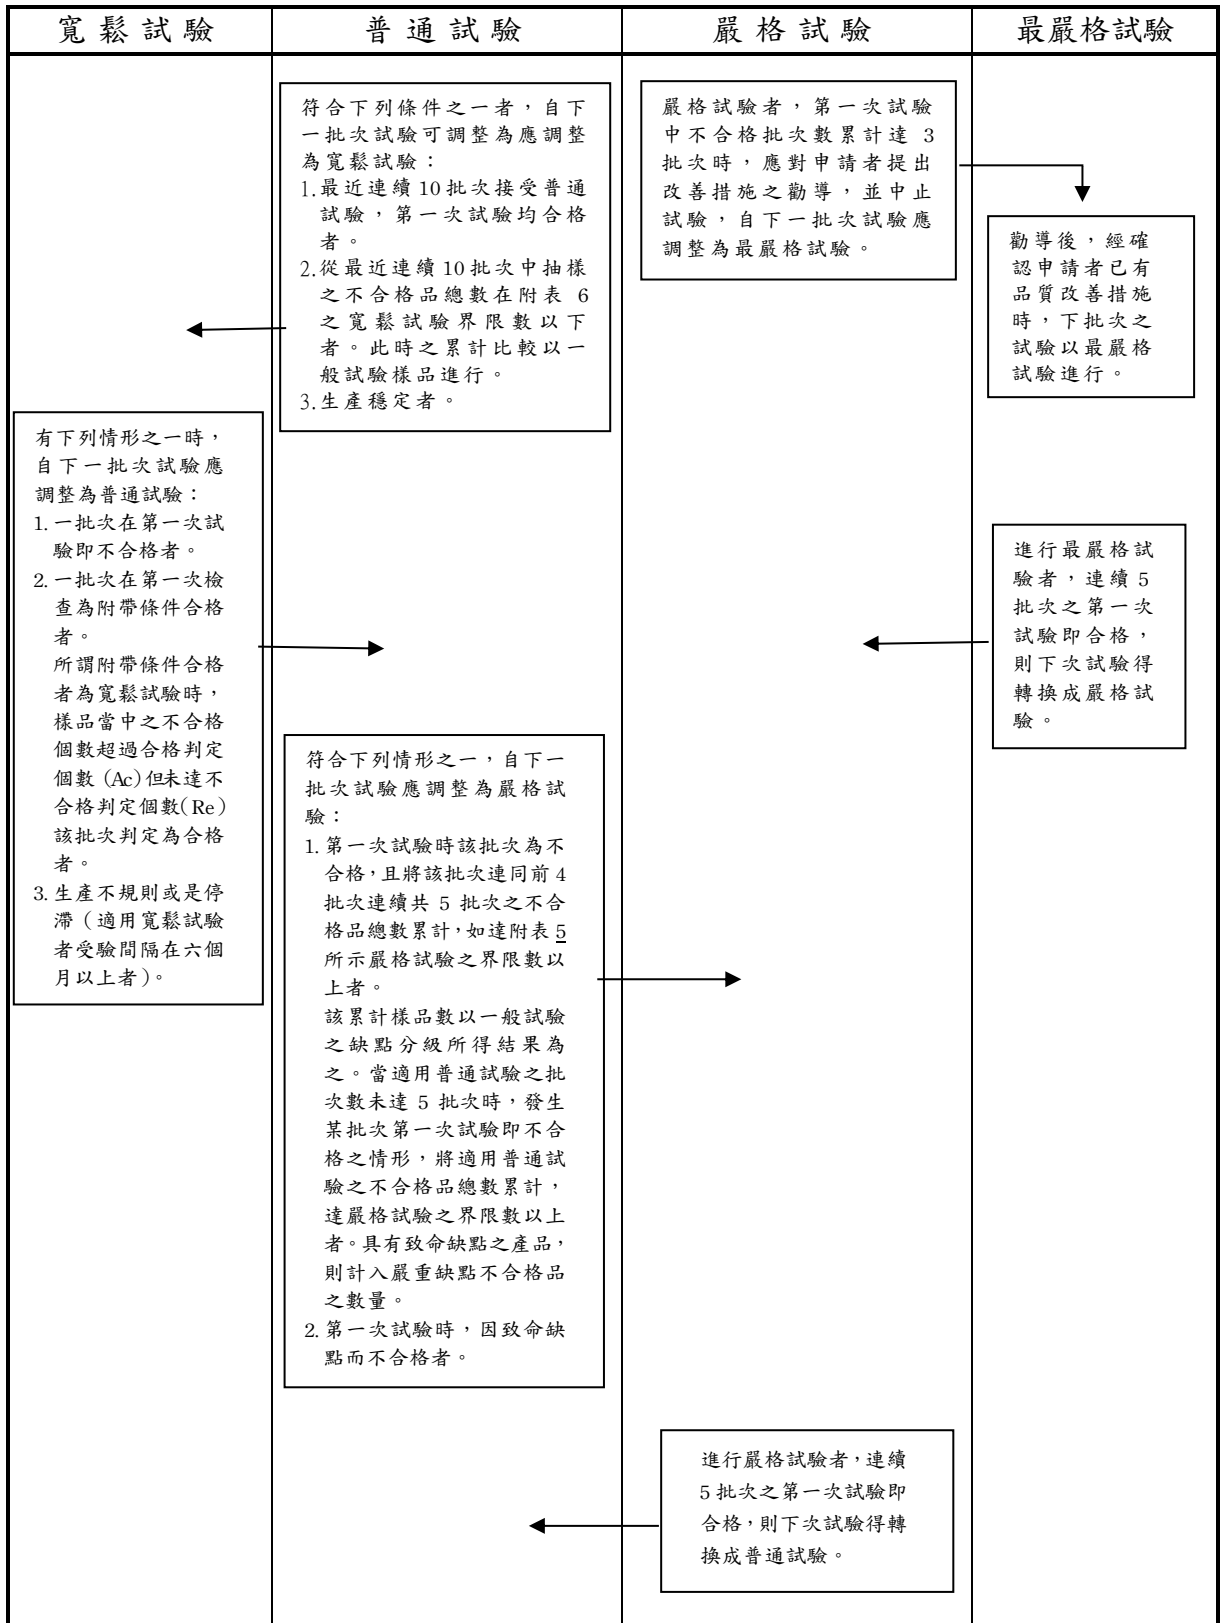 寬鬆試驗
普通試驗
嚴格試驗
最嚴格試驗
符合下列條件之一者，自下
一批次試驗可調整為應調整
為寬鬆試驗：
1.最近連續10批次接受普通
試驗，第一次試驗均合格
者。
2.從最近連續10批次中抽樣
之不合格品總數在附表 6
之寬鬆試驗界限數以下
者。此時之累計比較以一
般試驗樣品進行。
3.生產穩定者。
嚴格試驗者，第一次試驗
中不合格批次數累計達 3
批次時，應對申請者提出
改善措施之勸導，並中止
試驗，自下一批次試驗應
調整為最嚴格試驗。
勸導後，經確
認申請者已有
品質改善措施
時，下批次之
試驗以最嚴格
試驗進行。
有下列情形之一時，
自下一批次試驗應
調整為普通試驗：
1. 一批次在第一次試
驗即不合格者。
2. 一批次在第一次檢
查為附帶條件合格
者。
所謂附帶條件合格
者為寬鬆試驗時，
樣品當中之不合格
個數超過合格判定
個數(Ac)但未達不
合格判定個數(Re)
該批次判定為合格
者。
3. 生產不規則或是停
滯（適用寬鬆試驗
者受驗間隔在六個
月以上者)。
進行最嚴格試
驗者，連續 5
批次之第一次
試驗即合格，
則下次試驗得
轉換成嚴格試
驗。
符合下列情形之一，自下一
批次試驗應調整為嚴格試
驗：
1. 第一次試驗時該批次為不
合格，且將該批次連同前 4
批次連續共 5 批次之不合
格品總數累計，如達附表 5
所示嚴格試驗之界限數以
上者。
該累計樣品數以一般試驗
之缺點分級所得結果為
之。當適用普通試驗之批
次數未達 5 批次時，發生
某批次第一次試驗即不合
格之情形，將適用普通試
驗之不合格品總數累計，
達嚴格試驗之界限數以上
者。具有致命缺點之產品，
則計入嚴重缺點不合格品
之數量。
2. 第一次試驗時，因致命缺
點而不合格者。
進行嚴格試驗者，連續
5批次之第一次試驗即
合格，則下次試驗得轉
換成普通試驗。